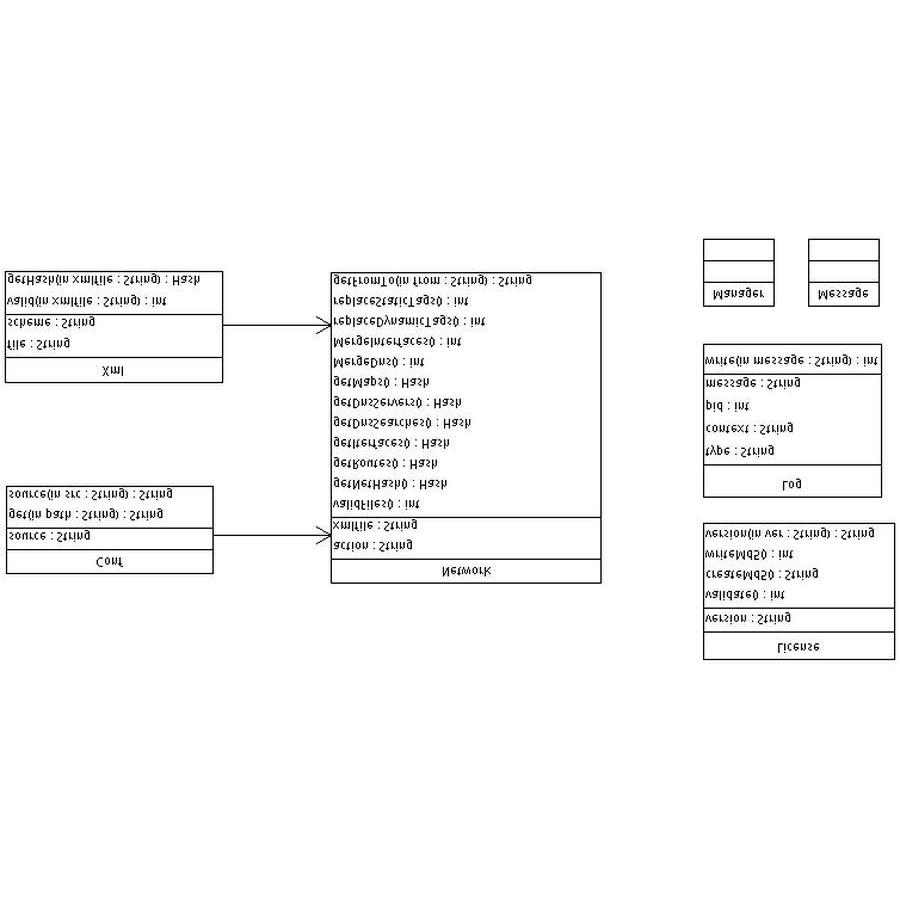 Conf
source : String
get(in path : String) : String
source(in src : String) : String
Xml
file : String
scheme : String
valid(in xmlfile : String) : int
getHash(in xmlfile : String) : Hash
Network
action : String
xmlfile : String
validFiles() : int
getNetHash() : Hash
getRoutes() : Hash
getIterfaces() : Hash
getDnsSearches() : Hash
getDnsServers() : Hash
getMaps() : Hash
MergeDns() : int
MergeInterfaces() : int
replaceDynamicTags() : int
replaceStaticTags() : int
getFromTo(in from : String) : String
License
version : String
validate() : int
createMd5() : String
writeMd5() : int
version(in ver : String) : String
Log
type : String
context : String
pid : int
message : String
write(in message : String) : int
Manager
Message